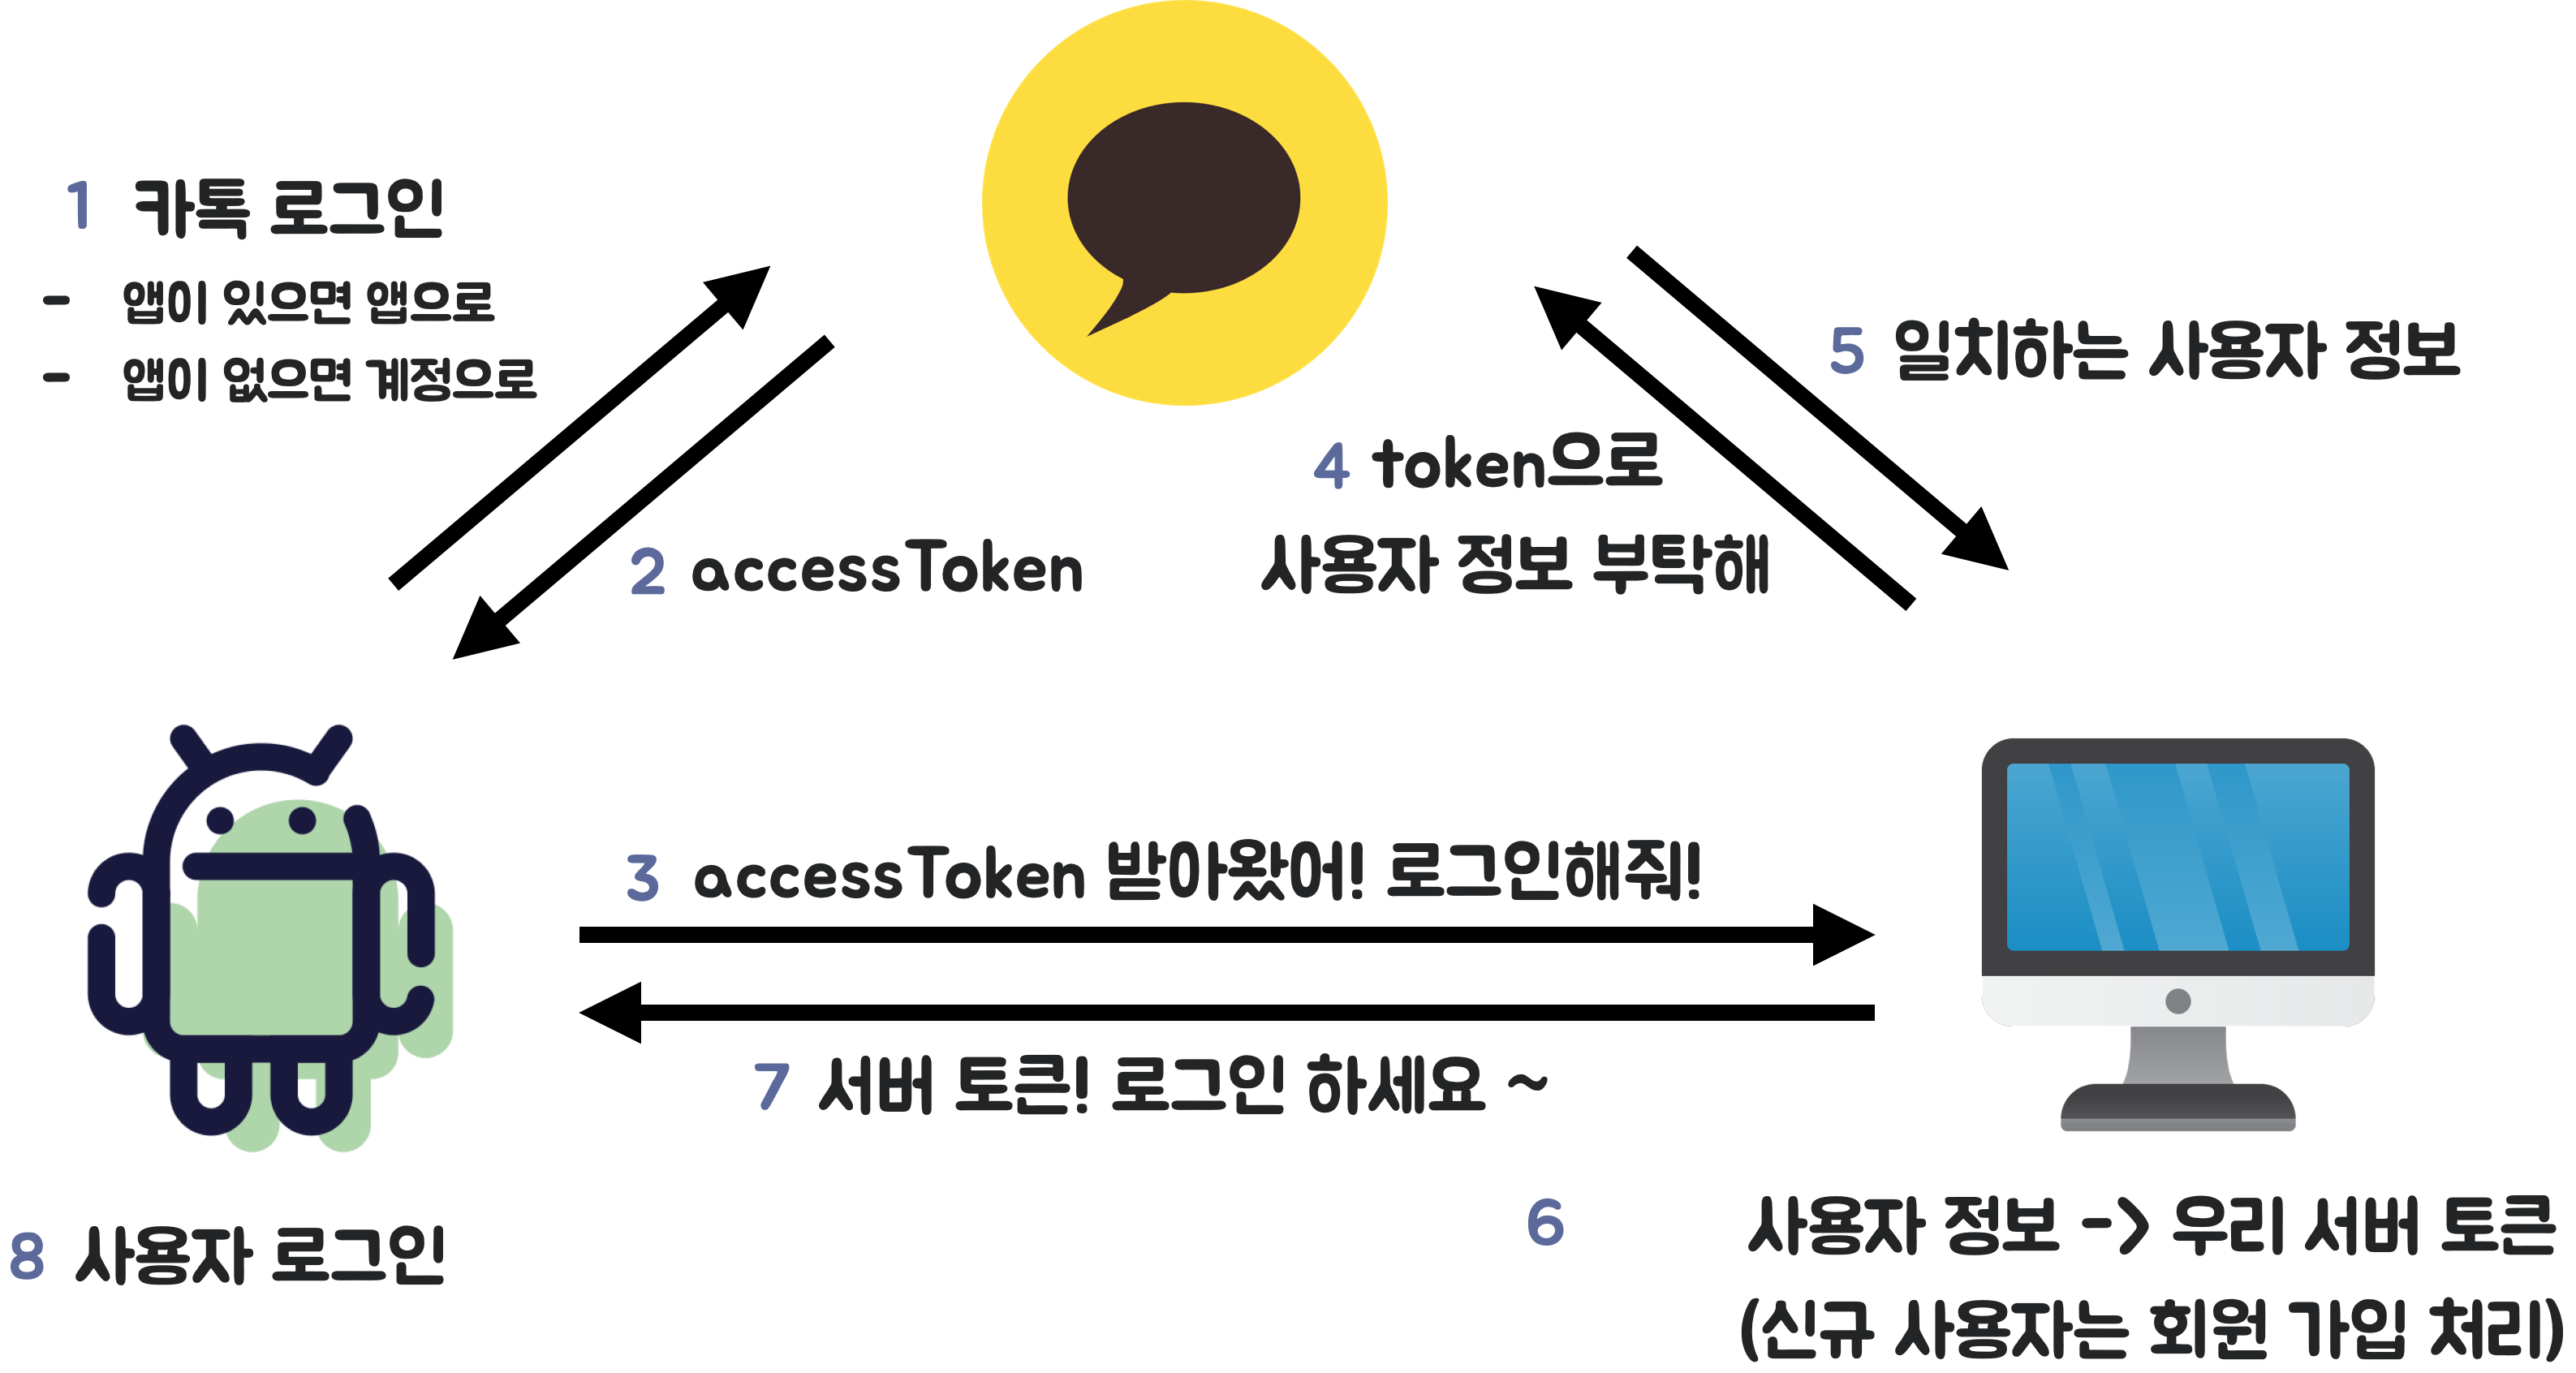 1 카톡 로그인
- 앱이 있으면 앱으로
- 앱이 없으면 계정으로
2 accessToken
4 token으로
사용자 정보 부탁해
5 일치하는 사용자 정보
3 accessToken 받아왔어! 로그인해줘!
7 서버 토큰! 로그인 하세요 ~
8 사용자 로그인
6 사용자 정보 -> 우리 서버 토큰
(신규 사용자는 회원 가입 처리)